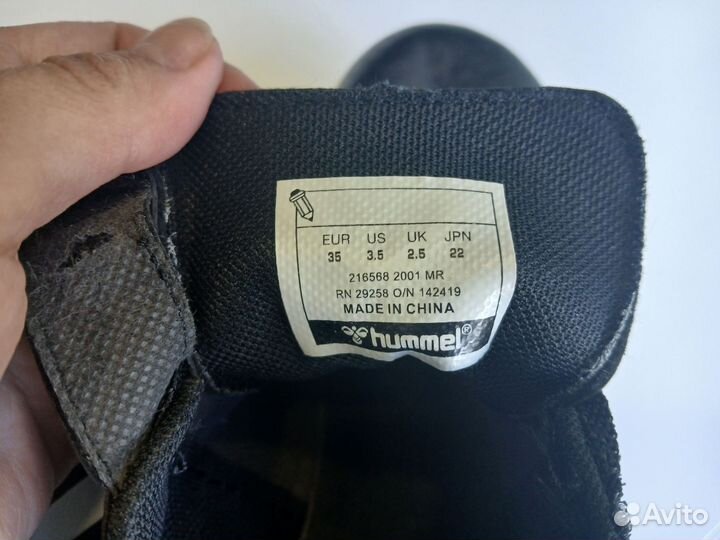 EUR US UK JPN
35 3.5 2.5 22
216568 2001 MR
RN 29258 O/N 142419
MADE IN CHINA
hummel®
Avito